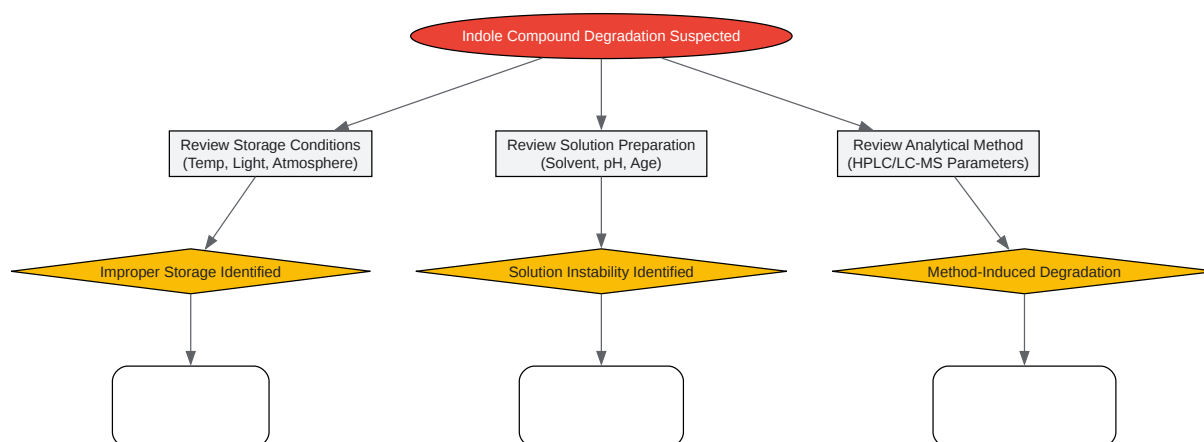 Indole Compound Degradation Suspected
Review Storage Conditions
(Temp, Light, Atmosphere)
Review Solution Preparation
(Solvent, pH, Age)
Review Analytical Method
(HPLC/LC-MS Parameters)
Improper Storage Identified
Solution Instability Identified
Method-Induced Degradation